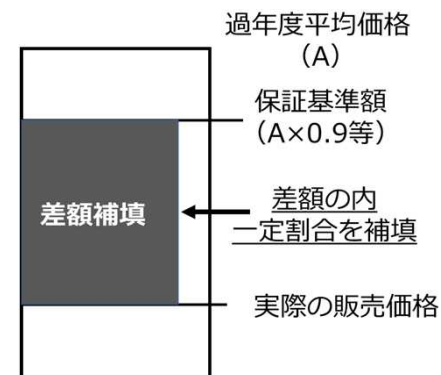 過年度平均価格
（A）
保証基準額
（A×0.9等）
差額補填
差額の内
一定割合を補填
実際の販売価格